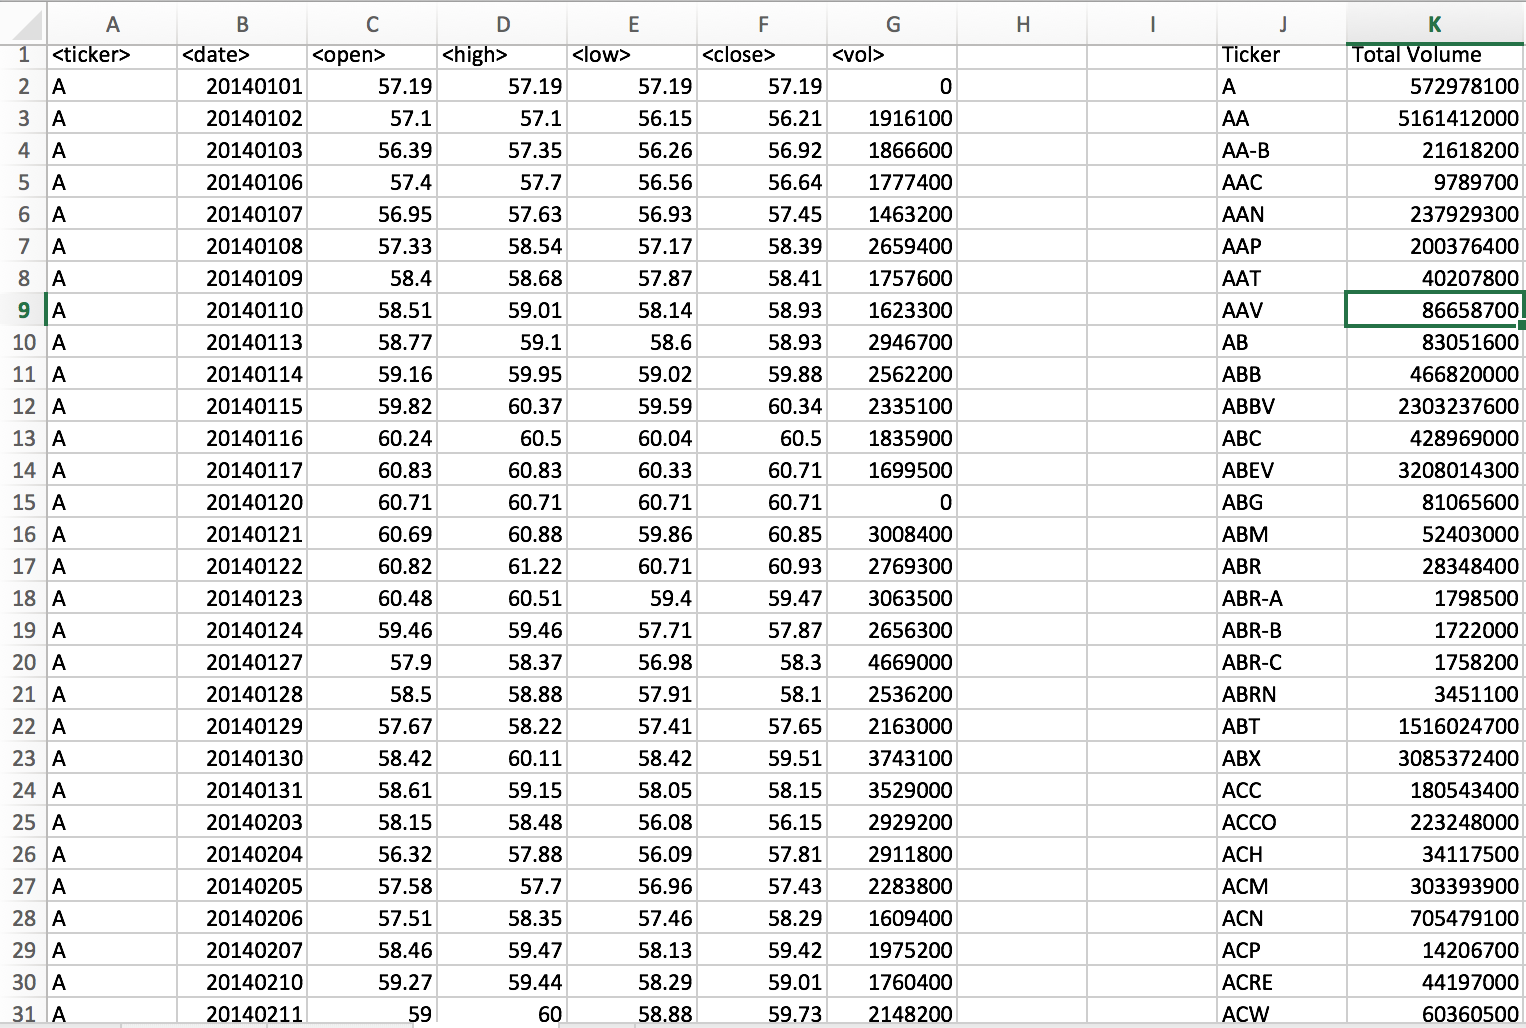 A B C D E F G H I J K
1 <ticker> <date> <open> <high> <low> <close> <vol> Ticker Total Volume
2 A 20140101 57.19 57.19 57.19 57.19 0 A 572978100
3 A 20140102 57.1 57.1 56.15 56.21 1916100 AA 5161412000
4 A 20140103 56.39 57.35 56.26 56.92 1866600 AA-B 21618200
5 A 20140106 57.4 57.7 56.56 56.64 1777400 AAC 9789700
6 A 20140107 56.95 57.63 56.93 57.45 1463200 AAN 237929300
7 A 20140108 57.33 58.54 57.17 58.39 2659400 AAP 200376400
8 A 20140109 58.4 58.68 57.87 58.41 1757600 AAT 40207800
9 A 20140110 58.51 59.01 58.14 58.93 1623300 AAV 86658700
10 A 20140113 58.77 59.1 58.6 58.93 2946700 AB 83051600
11 A 20140114 59.16 59.95 59.02 59.88 2562200 ABB 466820000
12 A 20140115 59.82 60.37 59.59 60.34 2335100 ABBV 2303237600
13 A 20140116 60.24 60.5 60.04 60.5 1835900 ABC 428969000
14 A 20140117 60.83 60.83 60.33 60.71 1699500 ABEV 3208014300
15 A 20140120 60.71 60.71 60.71 60.71 0 ABG 81065600
16 A 20140121 60.69 60.88 59.86 60.85 3008400 ABM 52403000
17 A 20140122 60.82 61.22 60.71 60.93 2769300 ABR 28348400
18 A 20140123 60.48 60.51 59.4 59.47 3063500 ABR-A 1798500
19 A 20140124 59.46 59.46 57.71 57.87 2656300 ABR-B 1722000
20 A 20140127 57.9 58.37 56.98 58.3 4669000 ABR-C 1758200
21 A 20140128 58.5 58.88 57.91 58.1 2536200 ABRN 3451100
22 A 20140129 57.67 58.22 57.41 57.65 2163000 ABT 1516024700
23 A 20140130 58.42 60.11 58.42 59.51 3743100 ABX 3085372400
24 A 20140131 58.61 59.15 58.05 58.15 3529000 ACC 180543400
25 A 20140203 58.15 58.48 56.08 56.15 2929200 ACCO 223248000
26 A 20140204 56.32 57.88 56.09 57.81 2911800 ACH 34117500
27 A 20140205 57.58 57.7 56.96 57.43 2283800 ACM 303393900
28 A 20140206 57.51 58.35 57.46 58.29 1609400 ACN 705479100
29 A 20140207 58.46 59.47 58.13 59.42 1975200 ACP 14206700
30 A 20140210 59.27 59.44 58.29 59.01 1760400 ACRE 44197000
31 A 20140211 59 60 58.88 59.73 2148200 ACW 60360500